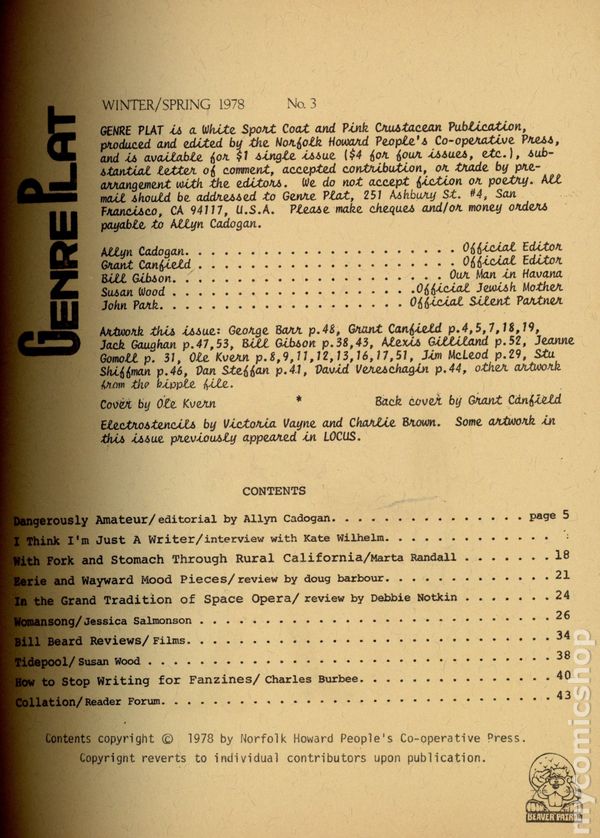 GENRE PLAT
WINTER/SPRING 1978 No. 3
GENRE PLAT is a White Sport Coat and Pink Crustacean Publication,
produced and edited by the Norfolk Howard People's Co-operative Press,
and is available for $1 single issue ($4 for four issues, etc.), sub-
stantial letter of comment, accepted contribution, or trade by pre-
arrangement with the editors. We do not accept fiction or poetry. All
mail should be addressed to Genre Plat, 251 Ashbury St. #4, San
Francisco, CA 94117, U.S.A. Please make cheques and/or money orders
payable to Allyn Cadogan.
Allyn Cadogan. . . . . . . . . . . . . . . . . . . . . . Official Editor
Grant Canfield . . . . . . . . . . . . . . . . . . . . . Official Editor
Bill Gibson. . . . . . . . . . . . . . . . . . . . . . Our Man in Havana
Susan Wood . . . . . . . . . . . . . . . . . . . .Official Jewish Mother
John Park. . . . . . . . . . . . . . . . . . . . Official Silent Partner
Artwork this issue: George Barr p.48, Grant Canfield p.4,5,7,18,19,
Jack Gaughan p.47,53, Bill Gibson p.38,43, Alexis Gilliland p.52, Jeanne
Gomoll p. 31, Ole Kvern p.8,9,11,12,13,16,17,51, Jim McLeod p.29, Stu
Shiffman p.46, Dan Steffan p.41, David Vereschagin p.44, other artwork
from the kipple file.
Cover by Ole Kvern * Back cover by Grant Canfield
Electrostencils by Victoria Vayne and Charlie Brown. Some artwork in
this issue previously appeared in LOCUS.
CONTENTS
Dangerously Amateur/editorial by Allyn Cadogan. . . . . . . . . . . . . . . page 5
I Think I'm Just A Writer/interview with Kate Wilhelm. . . . . . . . . . . .
With Fork and Stomach Through Rural California/Marta Randall . . . . . . . 18
Eerie and Wayward Mood Pieces/review by doug barbour. . . . . . . . . . . . 21
In the Grand Tradition of Space Opera/ review by Debbie Notkin . . . . . . . 24
Womansong/Jessica Salmonson . . . . . . . . . . . . . . . . . . . . . . . . 26
Bill Beard Reviews/Films. . . . . . . . . . . . . . . . . . . . . . . . . . 34
Tidepool/Susan Wood . . . . . . . . . . . . . . . . . . . . . . . . . . . . 38
How to Stop Writing for Fanzines/ Charles Burbee. . . . . . . . . . . . . . 40
Collation/Reader Forum. . . . . . . . . . . . . . . . . . . . . . . . . . . 43
Contents copyright © 1978 by Norfolk Howard People's Co-operative Press.
Copyright reverts to individual contributors upon publication.
BEAVER PATROL
mycomicshop